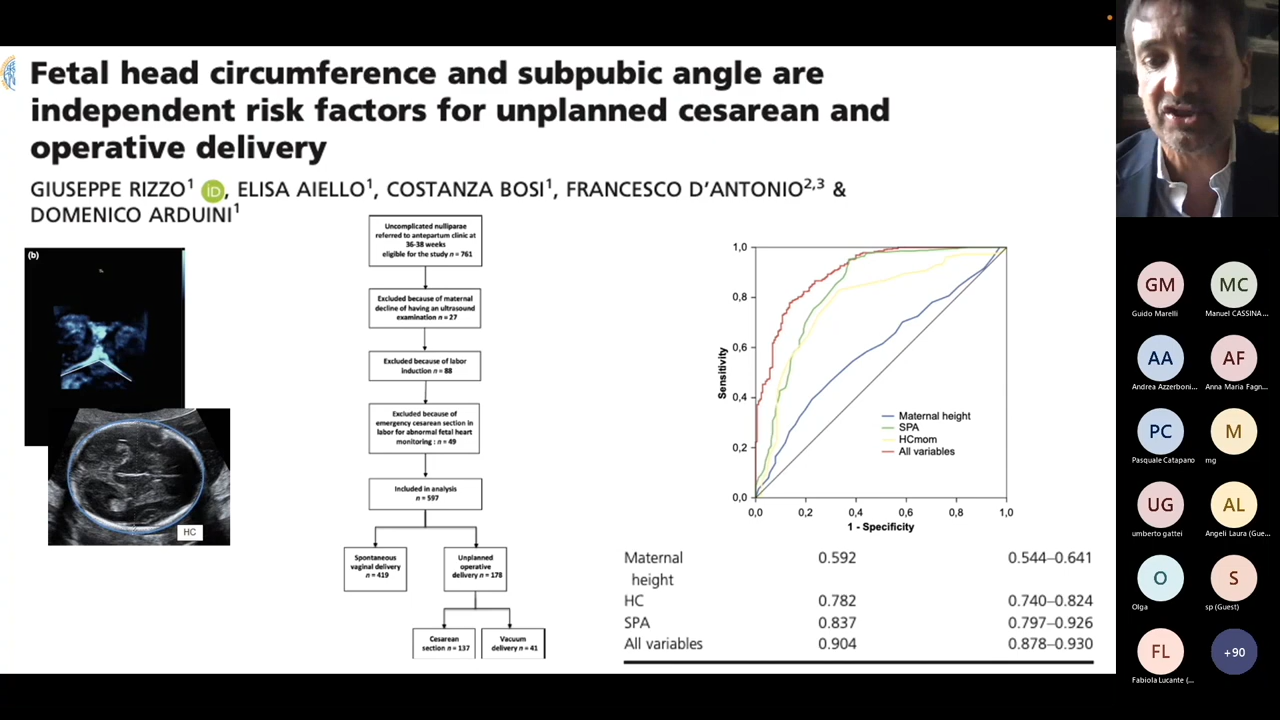 Fetal head circumference and subpubic angle are
independent risk factors for unplanned cesarean and
operative delivery
GIUSEPPE RIZZO¹ iD, ELISA AIELLO¹, COSTANZA BOSI¹, FRANCESCO D'ANTONIO²,³ &
DOMENICO ARDUINI¹
(b)
HC
Uncomplicated nulliparae
referred to antepartum clinic at
36-38 weeks
eligible for the study n = 761
Excluded because of maternal
decline of having an ultrasound
examination n = 27
Excluded because of labor
induction n = 88
Excluded because of
emergency cesarean section in
labor for abnormal fetal heart
monitoring : n = 49
Included in analysis
n = 597
Spontaneous
vaginal delivery
n = 419
Unplanned
operative
delivery n = 178
Cesarean
section n = 137
Vacuum
delivery n = 41
1,0
0,8
0,6
0,4
0,2
0,0
Sensitivity
Maternal height
SPA
HCmom
All variables
0,0 0,2 0,4 0,6 0,8 1,0
1 - Specificity
Maternal 0.592 0.544–0.641
height
HC 0.782 0.740–0.824
SPA 0.837 0.797–0.926
All variables 0.904 0.878–0.930
GM MC
Guido Marelli Manuel CASSINA...
AA AF
Andrea Azzerboni... Anna Maria Fagn...
PC M
Pasquale Catapano mg
UG AL
umberto gattei Angeli Laura (Gue...
O S
Olga sp (Guest)
FL +90
Fabiola Lucante (...